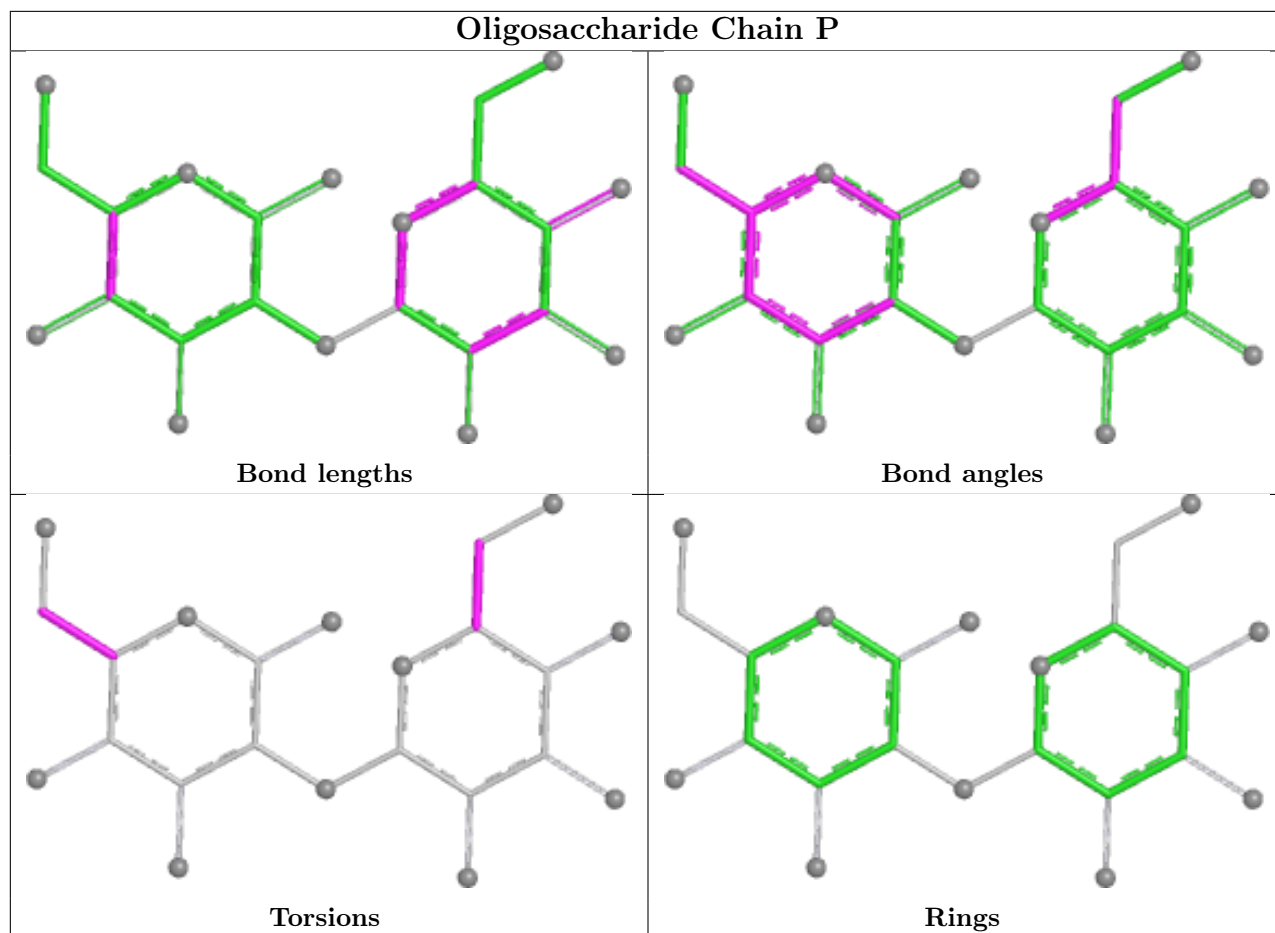 Oligosaccharide Chain P
Bond lengths
Bond angles
Torsions
Rings